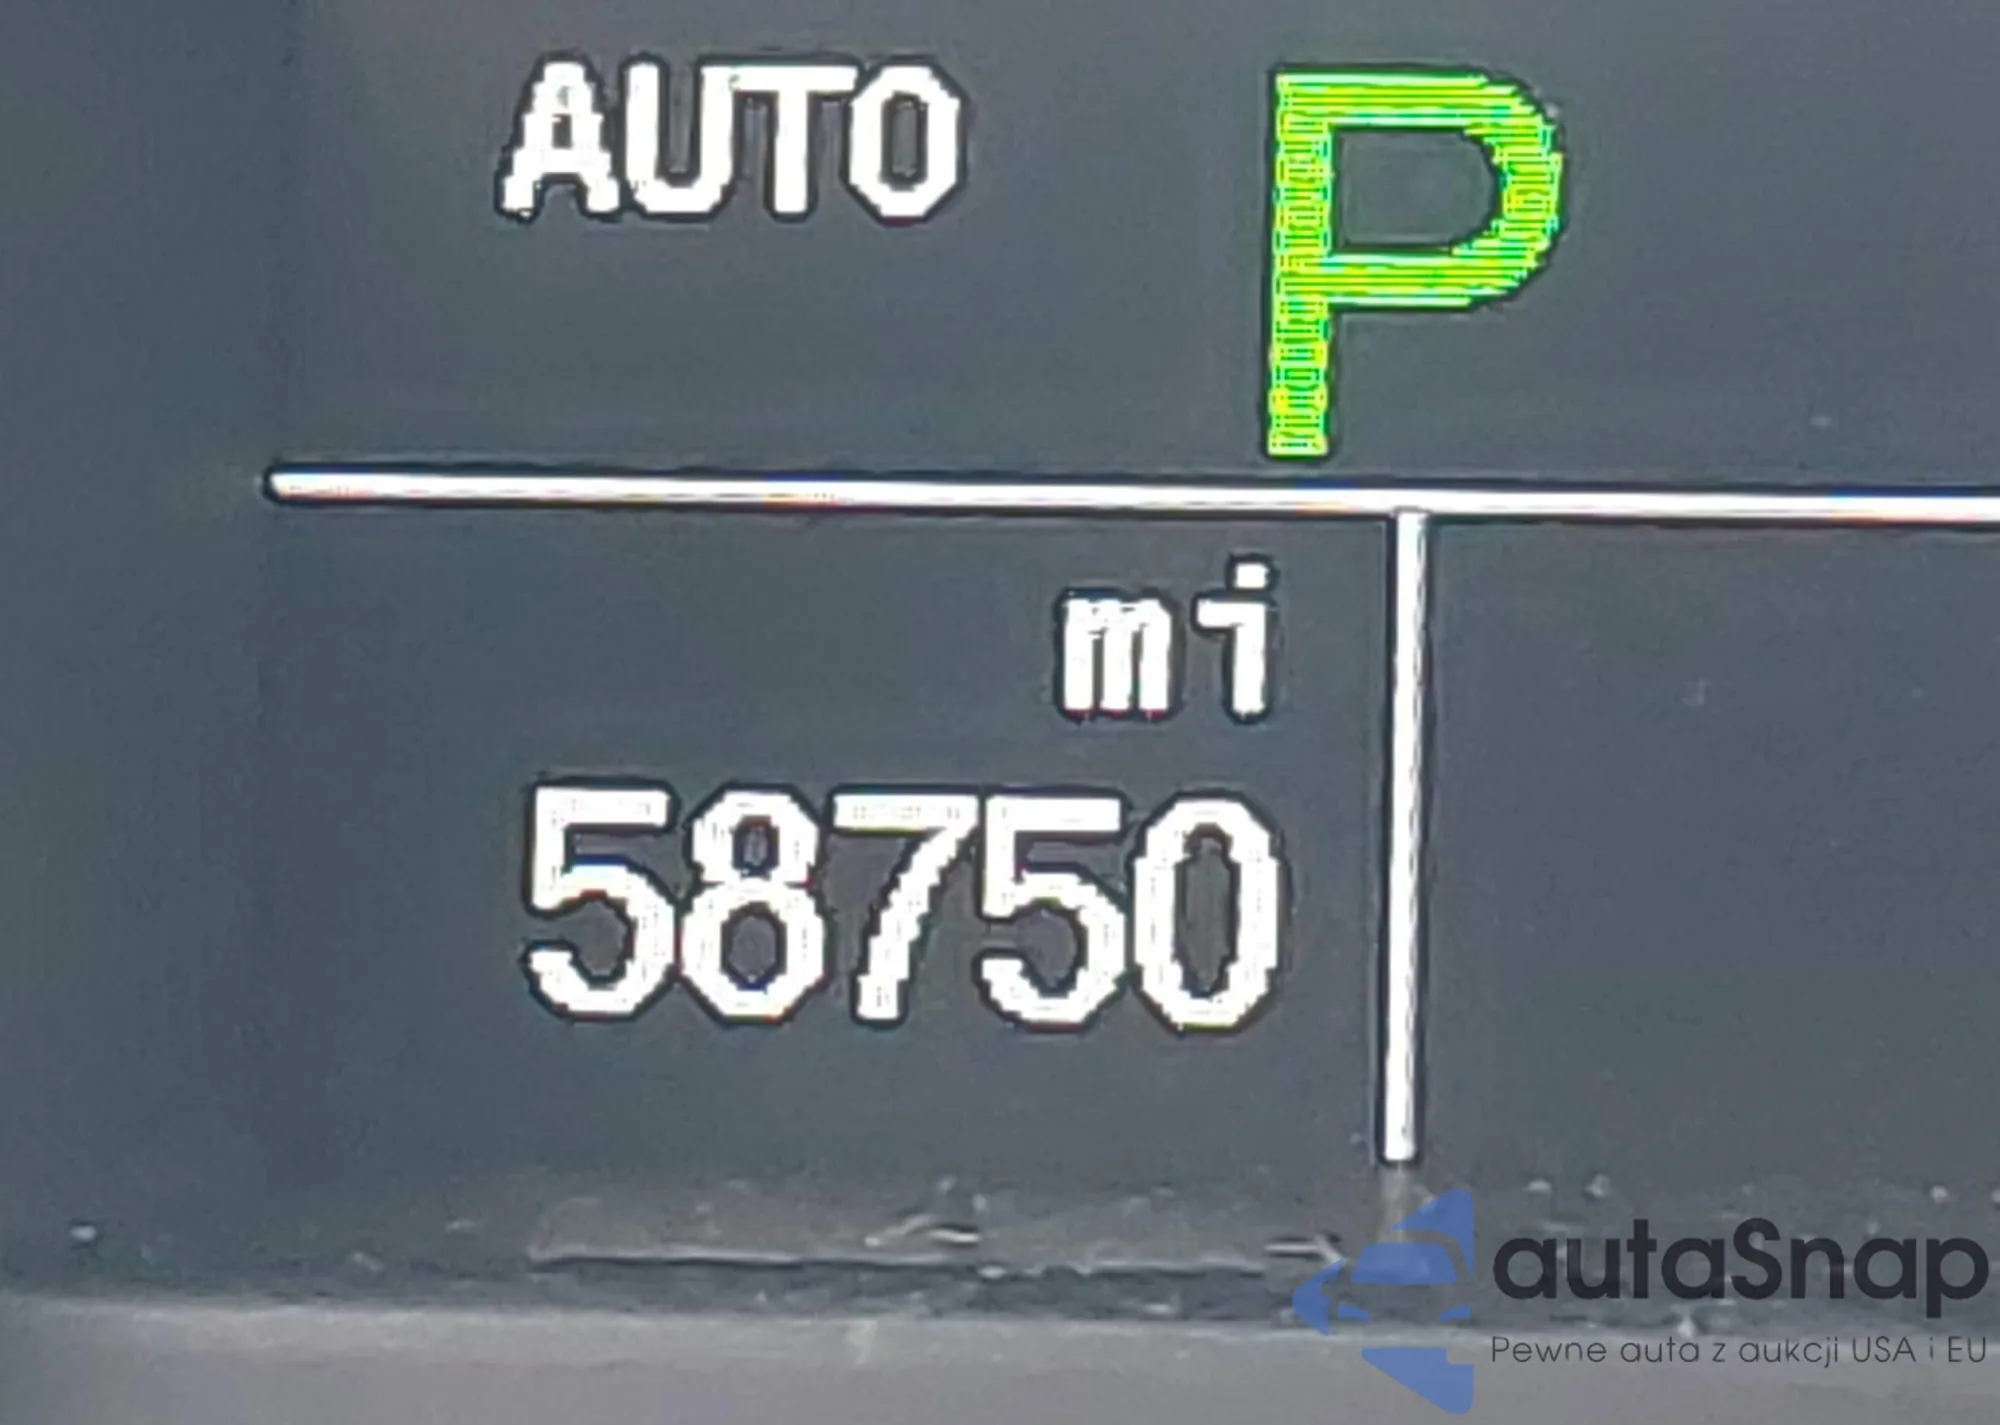 AUTO P
mi
58750
autaSnap
Pewne auta z aukcji USA i EU